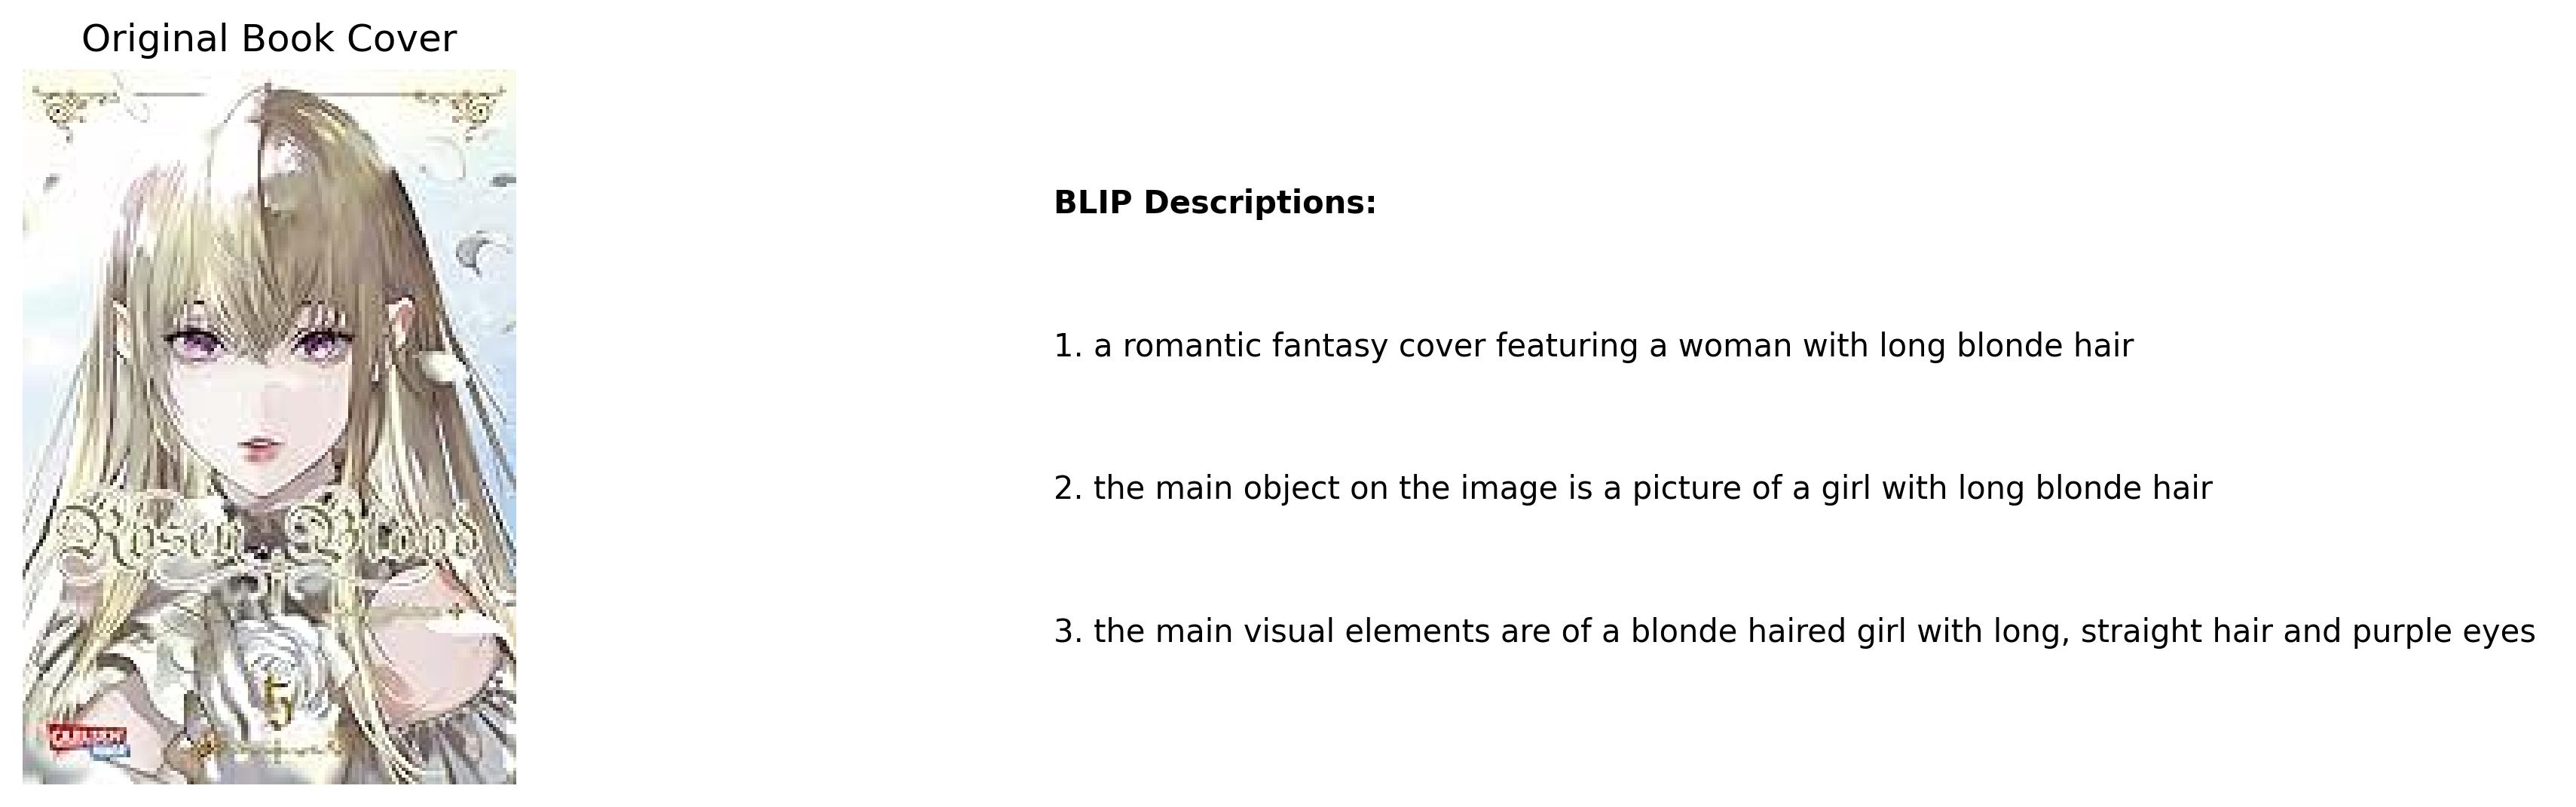 Original Book Cover
Rosen Blood
5
CARLSEN
BLIP Descriptions:
1. a romantic fantasy cover featuring a woman with long blonde hair
2. the main object on the image is a picture of a girl with long blonde hair
3. the main visual elements are of a blonde haired girl with long, straight hair and purple eyes